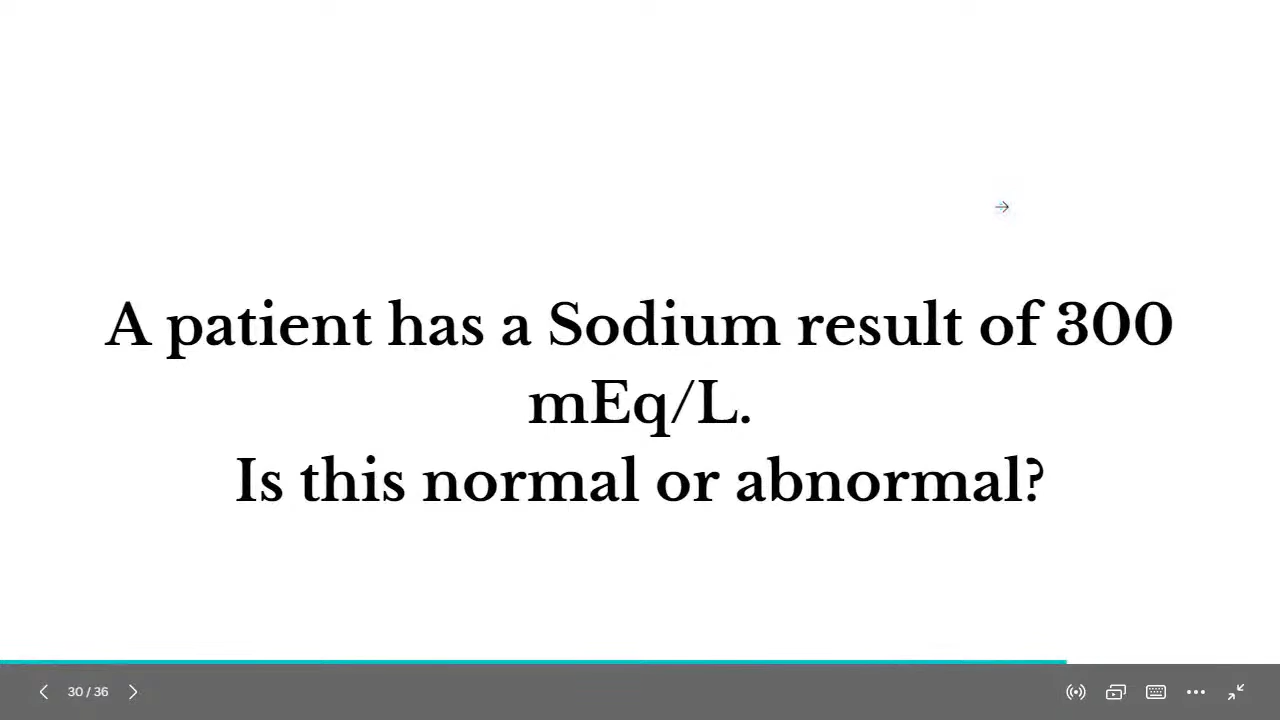 A patient has a Sodium result of 300
mEq/L.
Is this normal or abnormal?
30 / 36